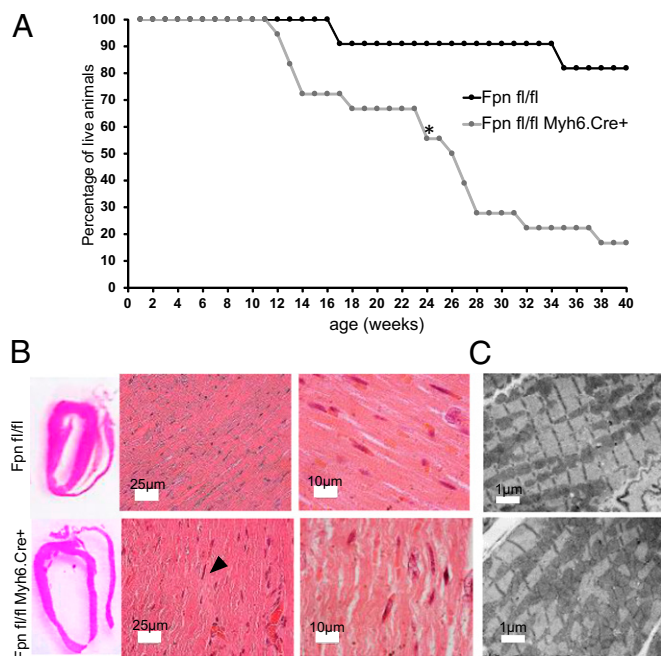 A
100
90
80
70
60
50
40
30
20
10
0
Percentage of live animals
Fpn fl/fl
Fpn fl/fl Myh6.Cre+
*
0 2 4 6 8 10 12 14 16 18 20 22 24 26 28 30 32 34 36 38 40
age (weeks)
B
C
Fpn fl/fl
25µm
10µm
1µm
Fpn fl/fl Myh6.Cre+
25µm
10µm
1µm